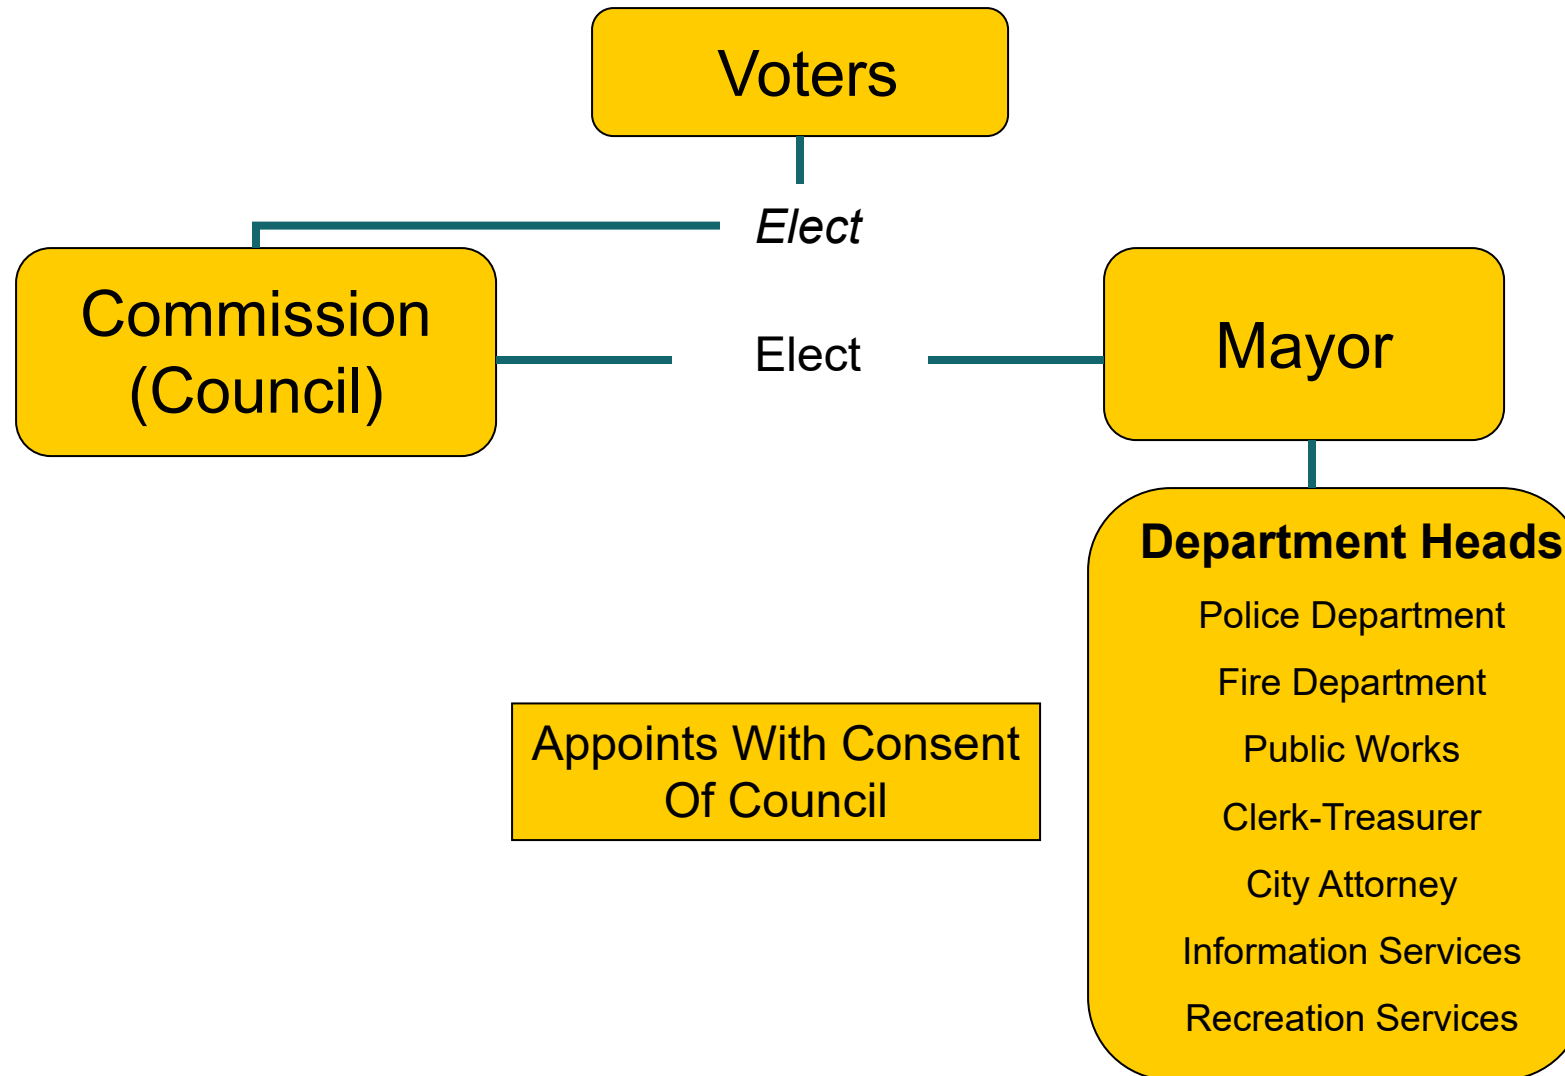 Voters
Elect
Commission
(Council)
Elect
Mayor
Department Heads
Police Department
Fire Department
Public Works
Clerk-Treasurer
City Attorney
Information Services
Recreation Services
Appoints With Consent
Of Council